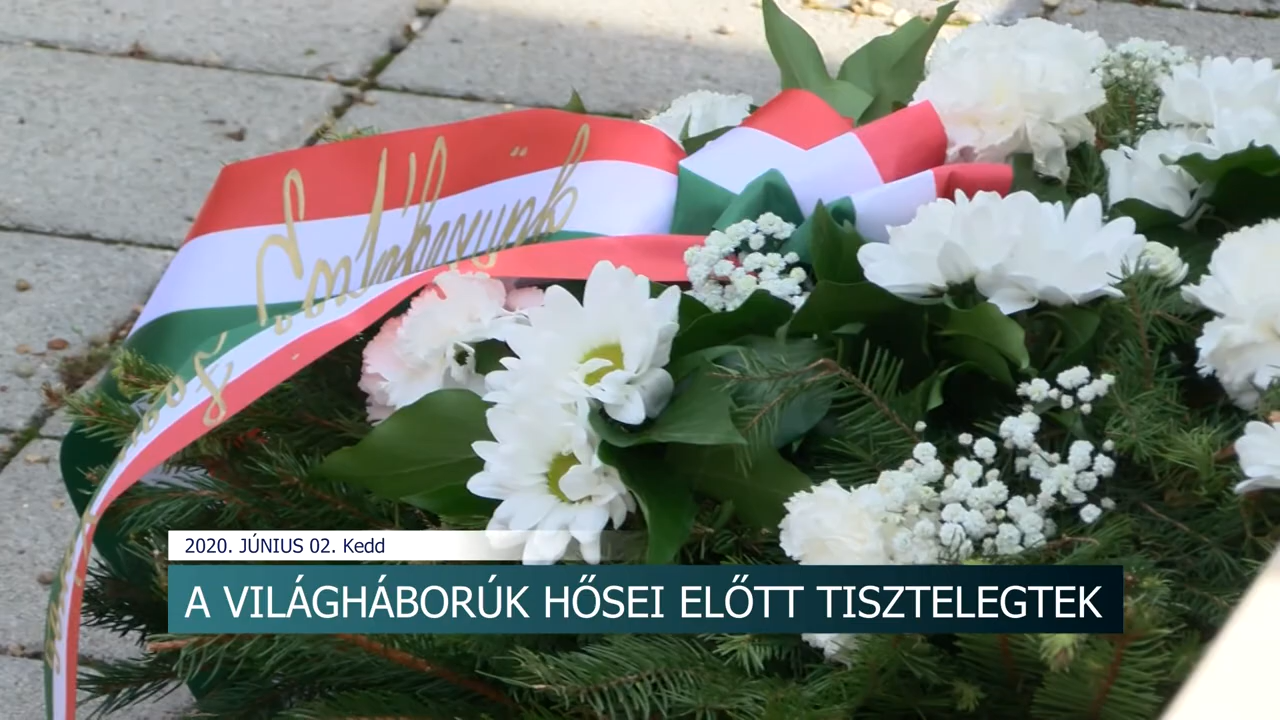 2020. JÚNIUS 02. Kedd
A VILÁGHÁBORÚK HŐSEI ELŐTT TISZTELEGTEK